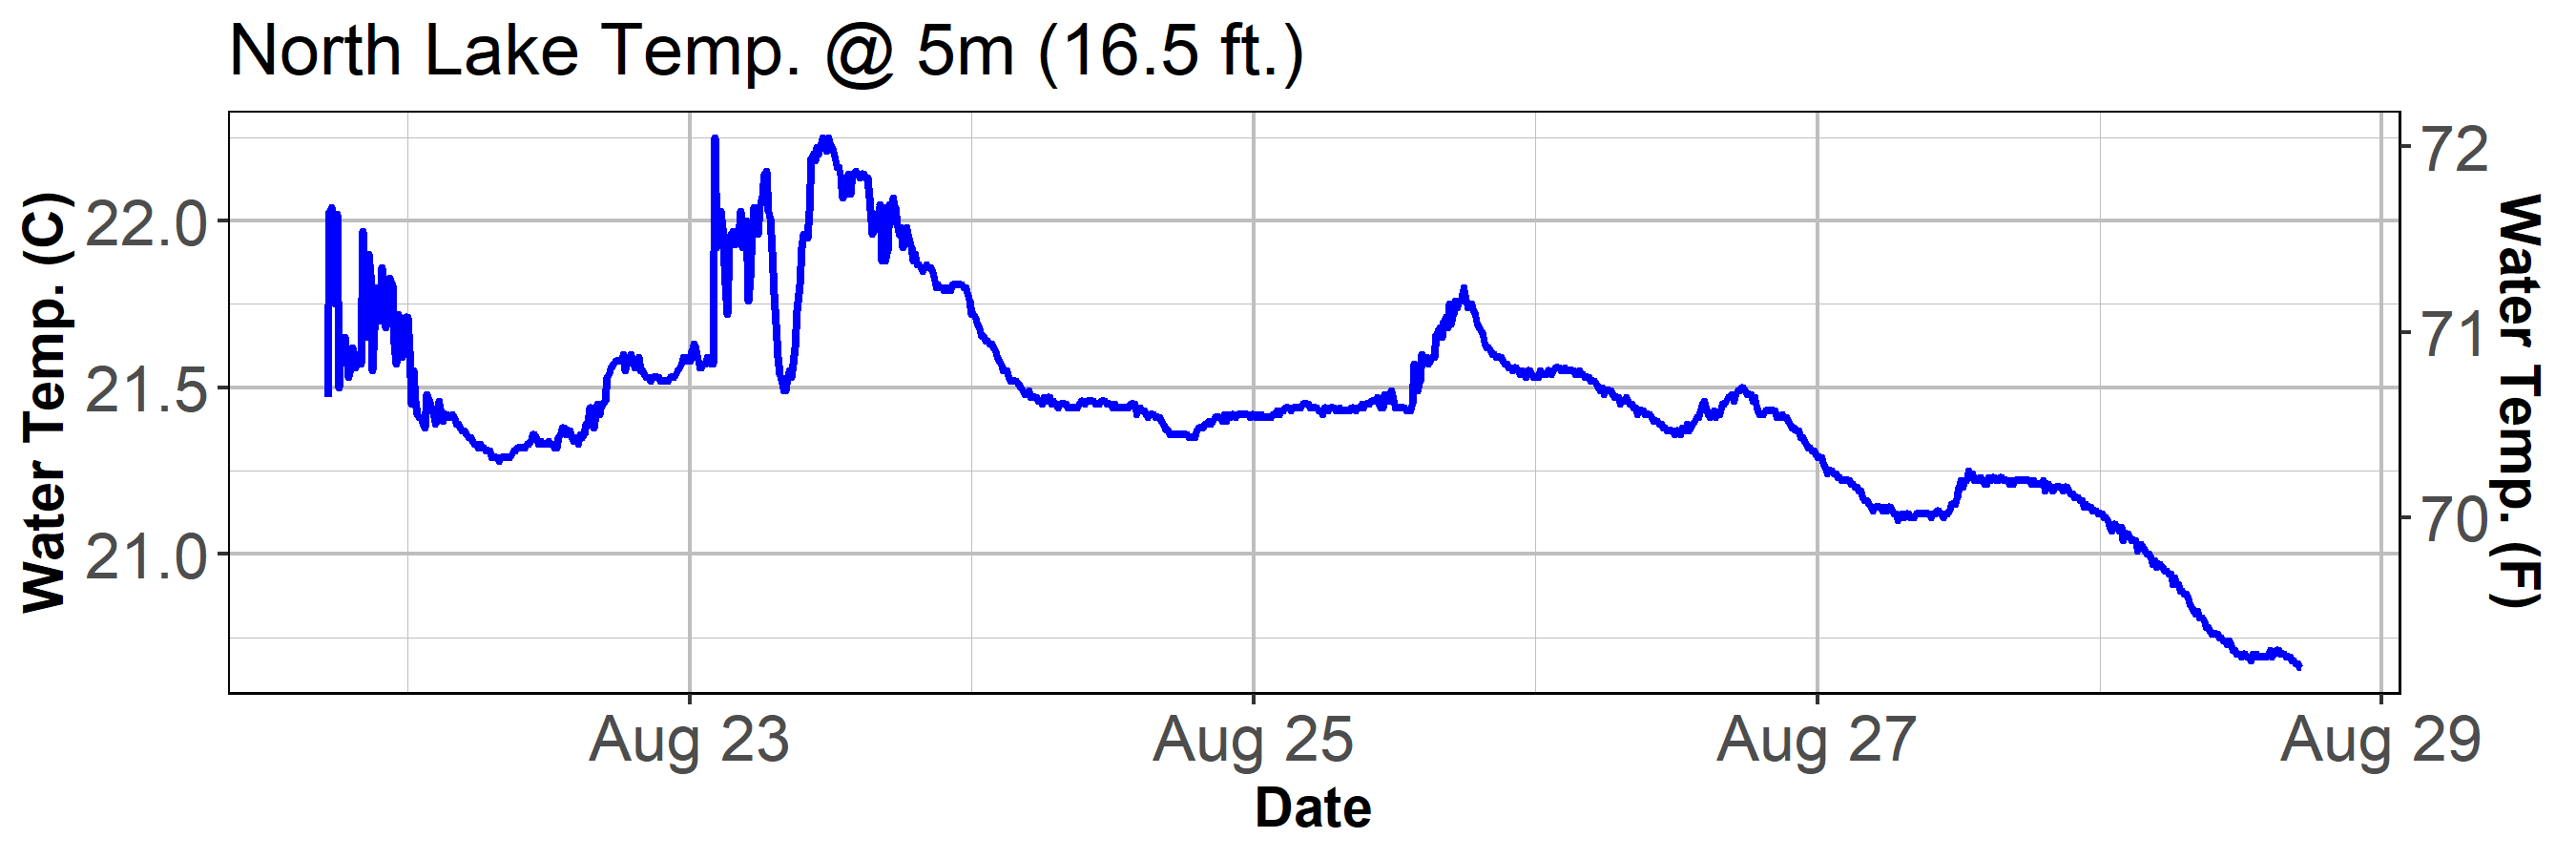 North Lake Temp. @ 5m (16.5 ft.)
Water Temp. (C)
22.0
21.5
21.0
72
71
70
Water Temp. (F)
Aug 23
Aug 25
Aug 27
Aug 29
Date